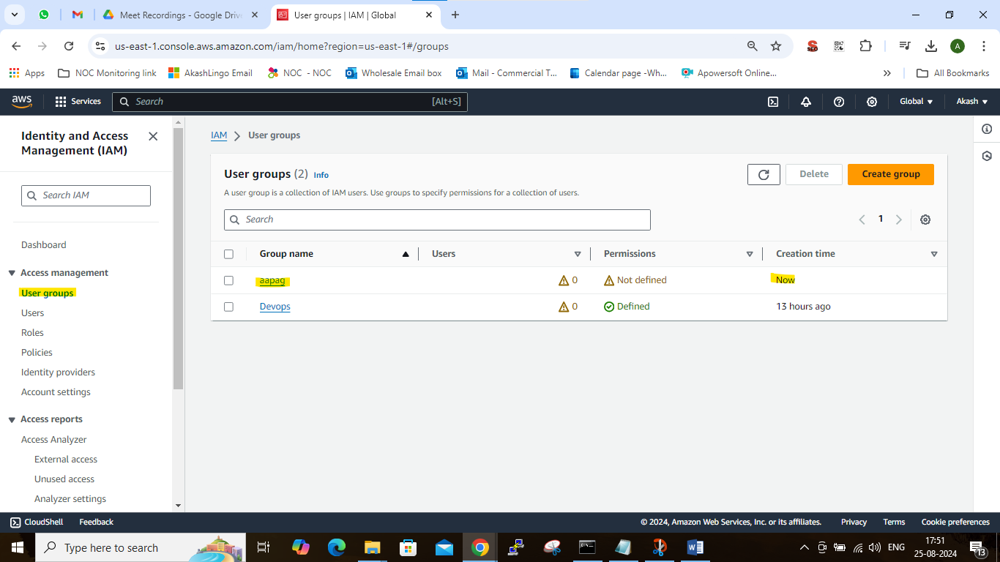 Meet Recordings - Google Drive
User groups | IAM | Global
us-east-1.console.aws.amazon.com/iam/home?region=us-east-1#/groups
SEO
A
Apps
NOC Monitoring link
AkashLingo Email
NOC - NOC
Wholesale Email box
Mail - Commercial T...
Calendar page -Wh...
Apowersoft Online...
All Bookmarks
aws
Services
Search
[Alt+S]
Global
Akash
Identity and Access
Management (IAM)
Search IAM
Dashboard
Access management
User groups
Users
Roles
Policies
Identity providers
Account settings
Access reports
Access Analyzer
External access
Unused access
Analyzer settings
IAM
User groups
User groups (2) Info
Delete
Create group
A user group is a collection of IAM users. Use groups to specify permissions for a collection of users.
Search
1
Group name Users Permissions Creation time
aapag 0 Not defined Now
Devops 0 Defined 13 hours ago
CloudShell Feedback
© 2024, Amazon Web Services, Inc. or its affiliates. Privacy Terms Cookie preferences
Type here to search
ENG
17:51
25-08-2024
13